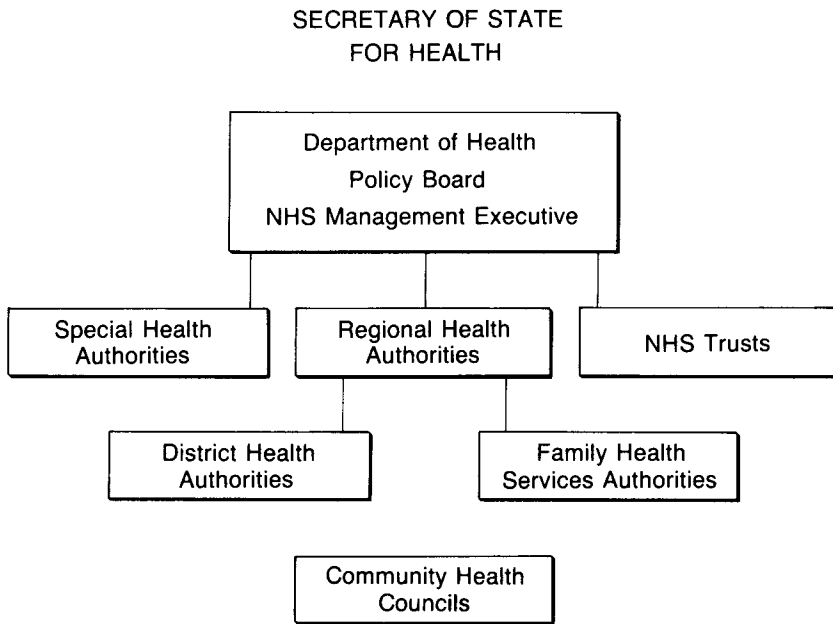 SECRETARY OF STATE
FOR HEALTH
Department of Health
Policy Board
NHS Management Executive
Special Health
Authorities
Regional Health
Authorities
NHS Trusts
District Health
Authorities
Family Health
Services Authorities
Community Health
Councils